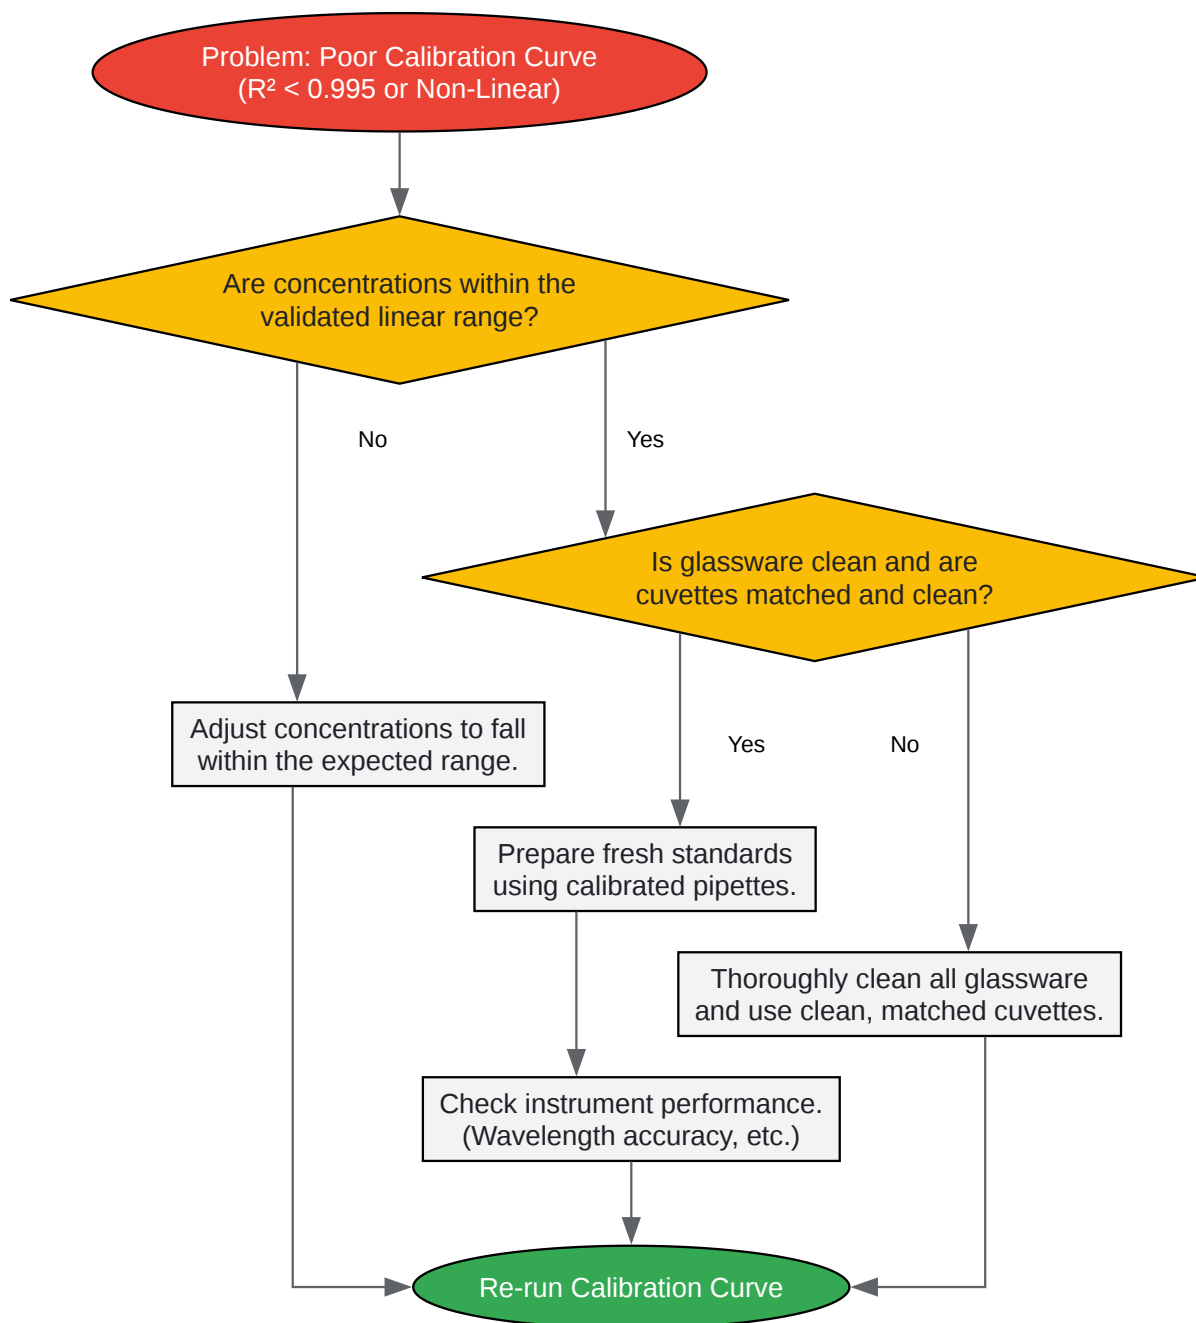 Problem: Poor Calibration Curve
(R² < 0.995 or Non-Linear)
Are concentrations within the
validated linear range?
No
Yes
Is glassware clean and are
cuvettes matched and clean?
Adjust concentrations to fall
within the expected range.
Yes
No
Prepare fresh standards
using calibrated pipettes.
Thoroughly clean all glassware
and use clean, matched cuvettes.
Check instrument performance.
(Wavelength accuracy, etc.)
Re-run Calibration Curve